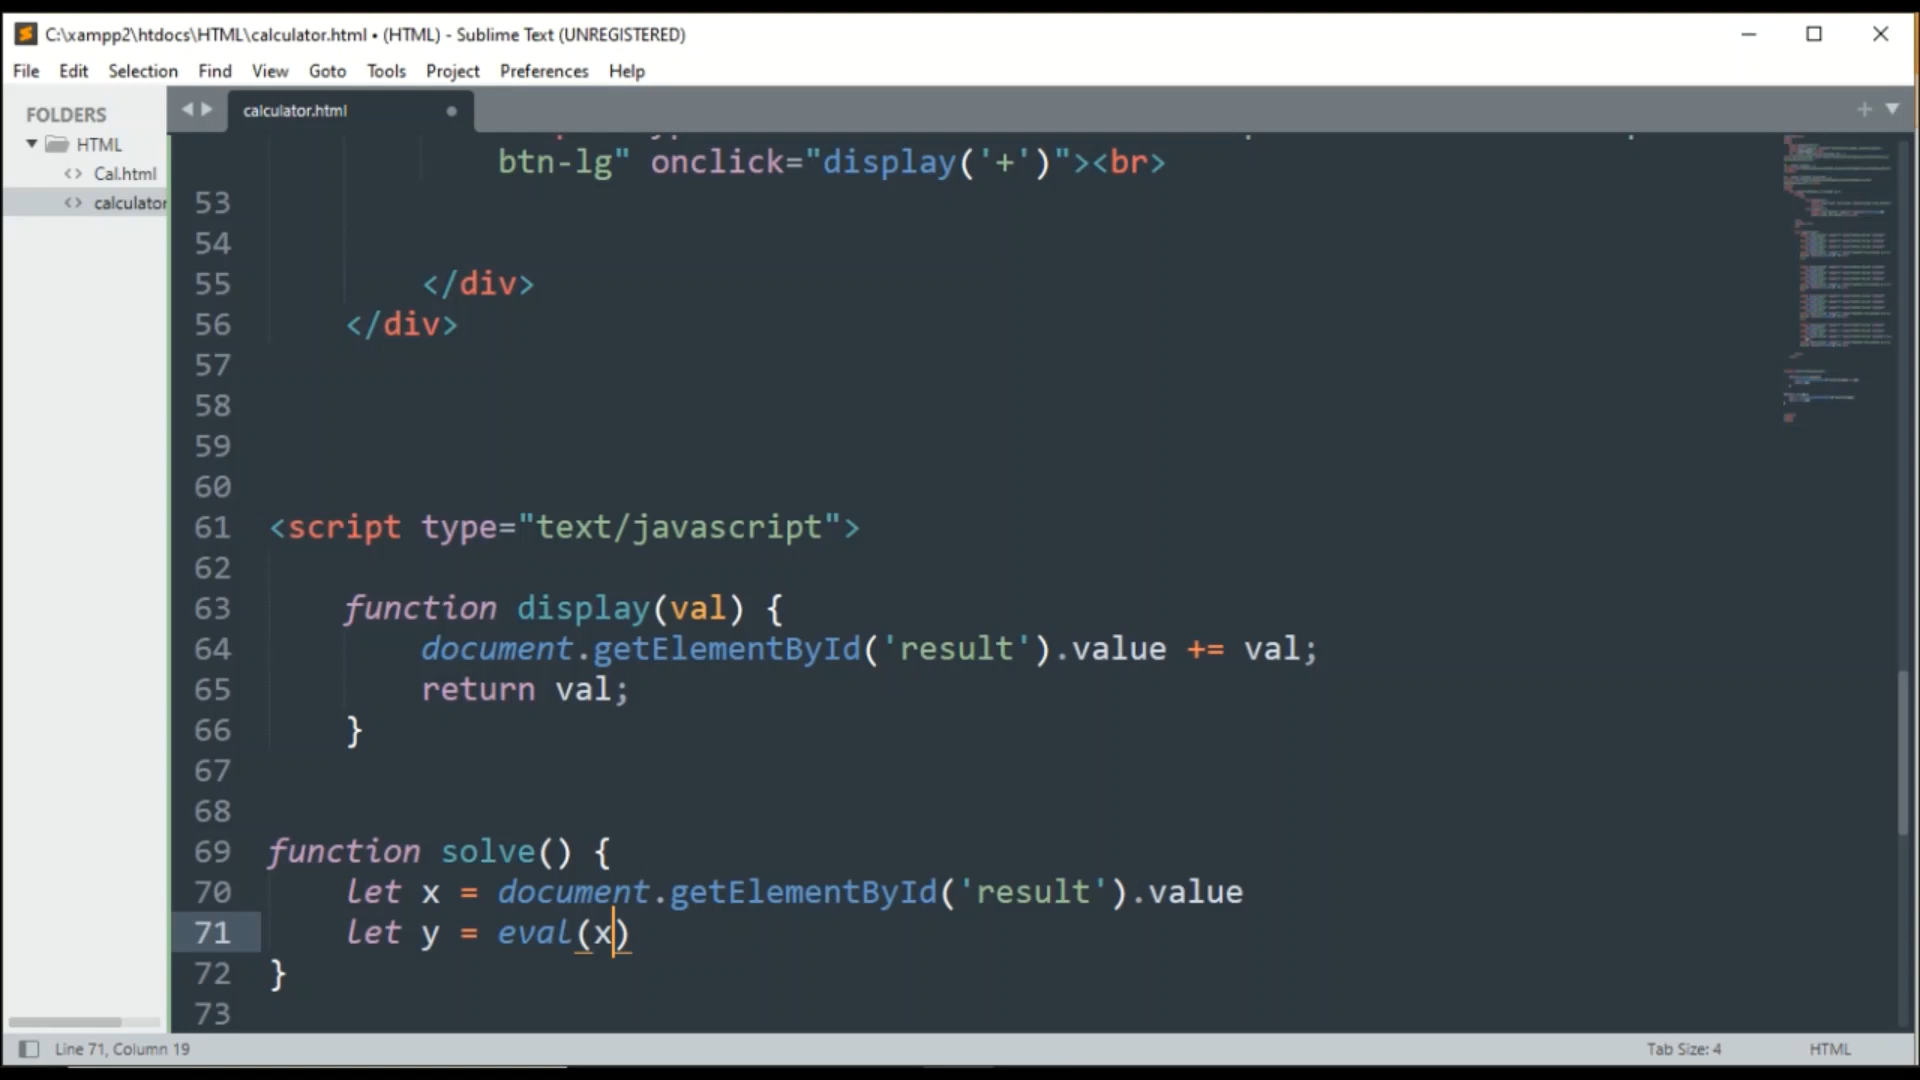 C:\xampp2\htdocs\HTML\calculator.html • (HTML) - Sublime Text (UNREGISTERED)
File Edit Selection Find View Goto Tools Project Preferences Help
FOLDERS
HTML
<> Cal.html
<> calculator
calculator.html
btn-lg" onclick="display('+')"><br>
53
54
55 </div>
56 </div>
57
58
59
60
61 <script type="text/javascript">
62
63 function display(val) {
64 document.getElementById('result').value += val;
65 return val;
66 }
67
68
69 function solve() {
70 let x = document.getElementById('result').value
71 let y = eval(x)
72 }
73
Line 71, Column 19
Tab Size: 4
HTML